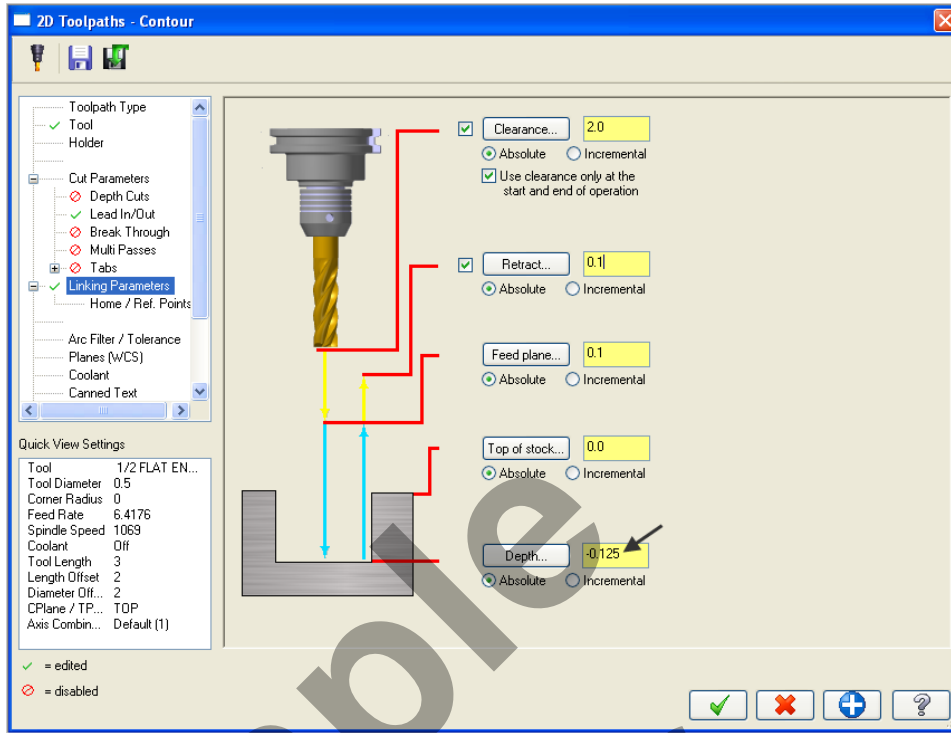 2D Toolpaths - Contour
Toolpath Type
Tool
Holder
Cut Parameters
Depth Cuts
Lead In/Out
Break Through
Multi Passes
Tabs
Linking Parameters
Home / Ref. Points
Arc Filter / Tolerance
Planes (WCS)
Coolant
Canned Text
Quick View Settings
Tool 1/2 FLAT EN...
Tool Diameter 0.5
Corner Radius 0
Feed Rate 6.4176
Spindle Speed 1069
Coolant Off
Tool Length 3
Length Offset 2
Diameter Off... 2
CPlane / TP... TOP
Axis Combin... Default (1)
= edited
= disabled
Clearance... 2.0
Absolute Incremental
Use clearance only at the
start and end of operation
Retract... 0.1
Absolute Incremental
Feed plane... 0.1
Absolute Incremental
Top of stock... 0.0
Absolute Incremental
Depth... -0.125
Absolute Incremental